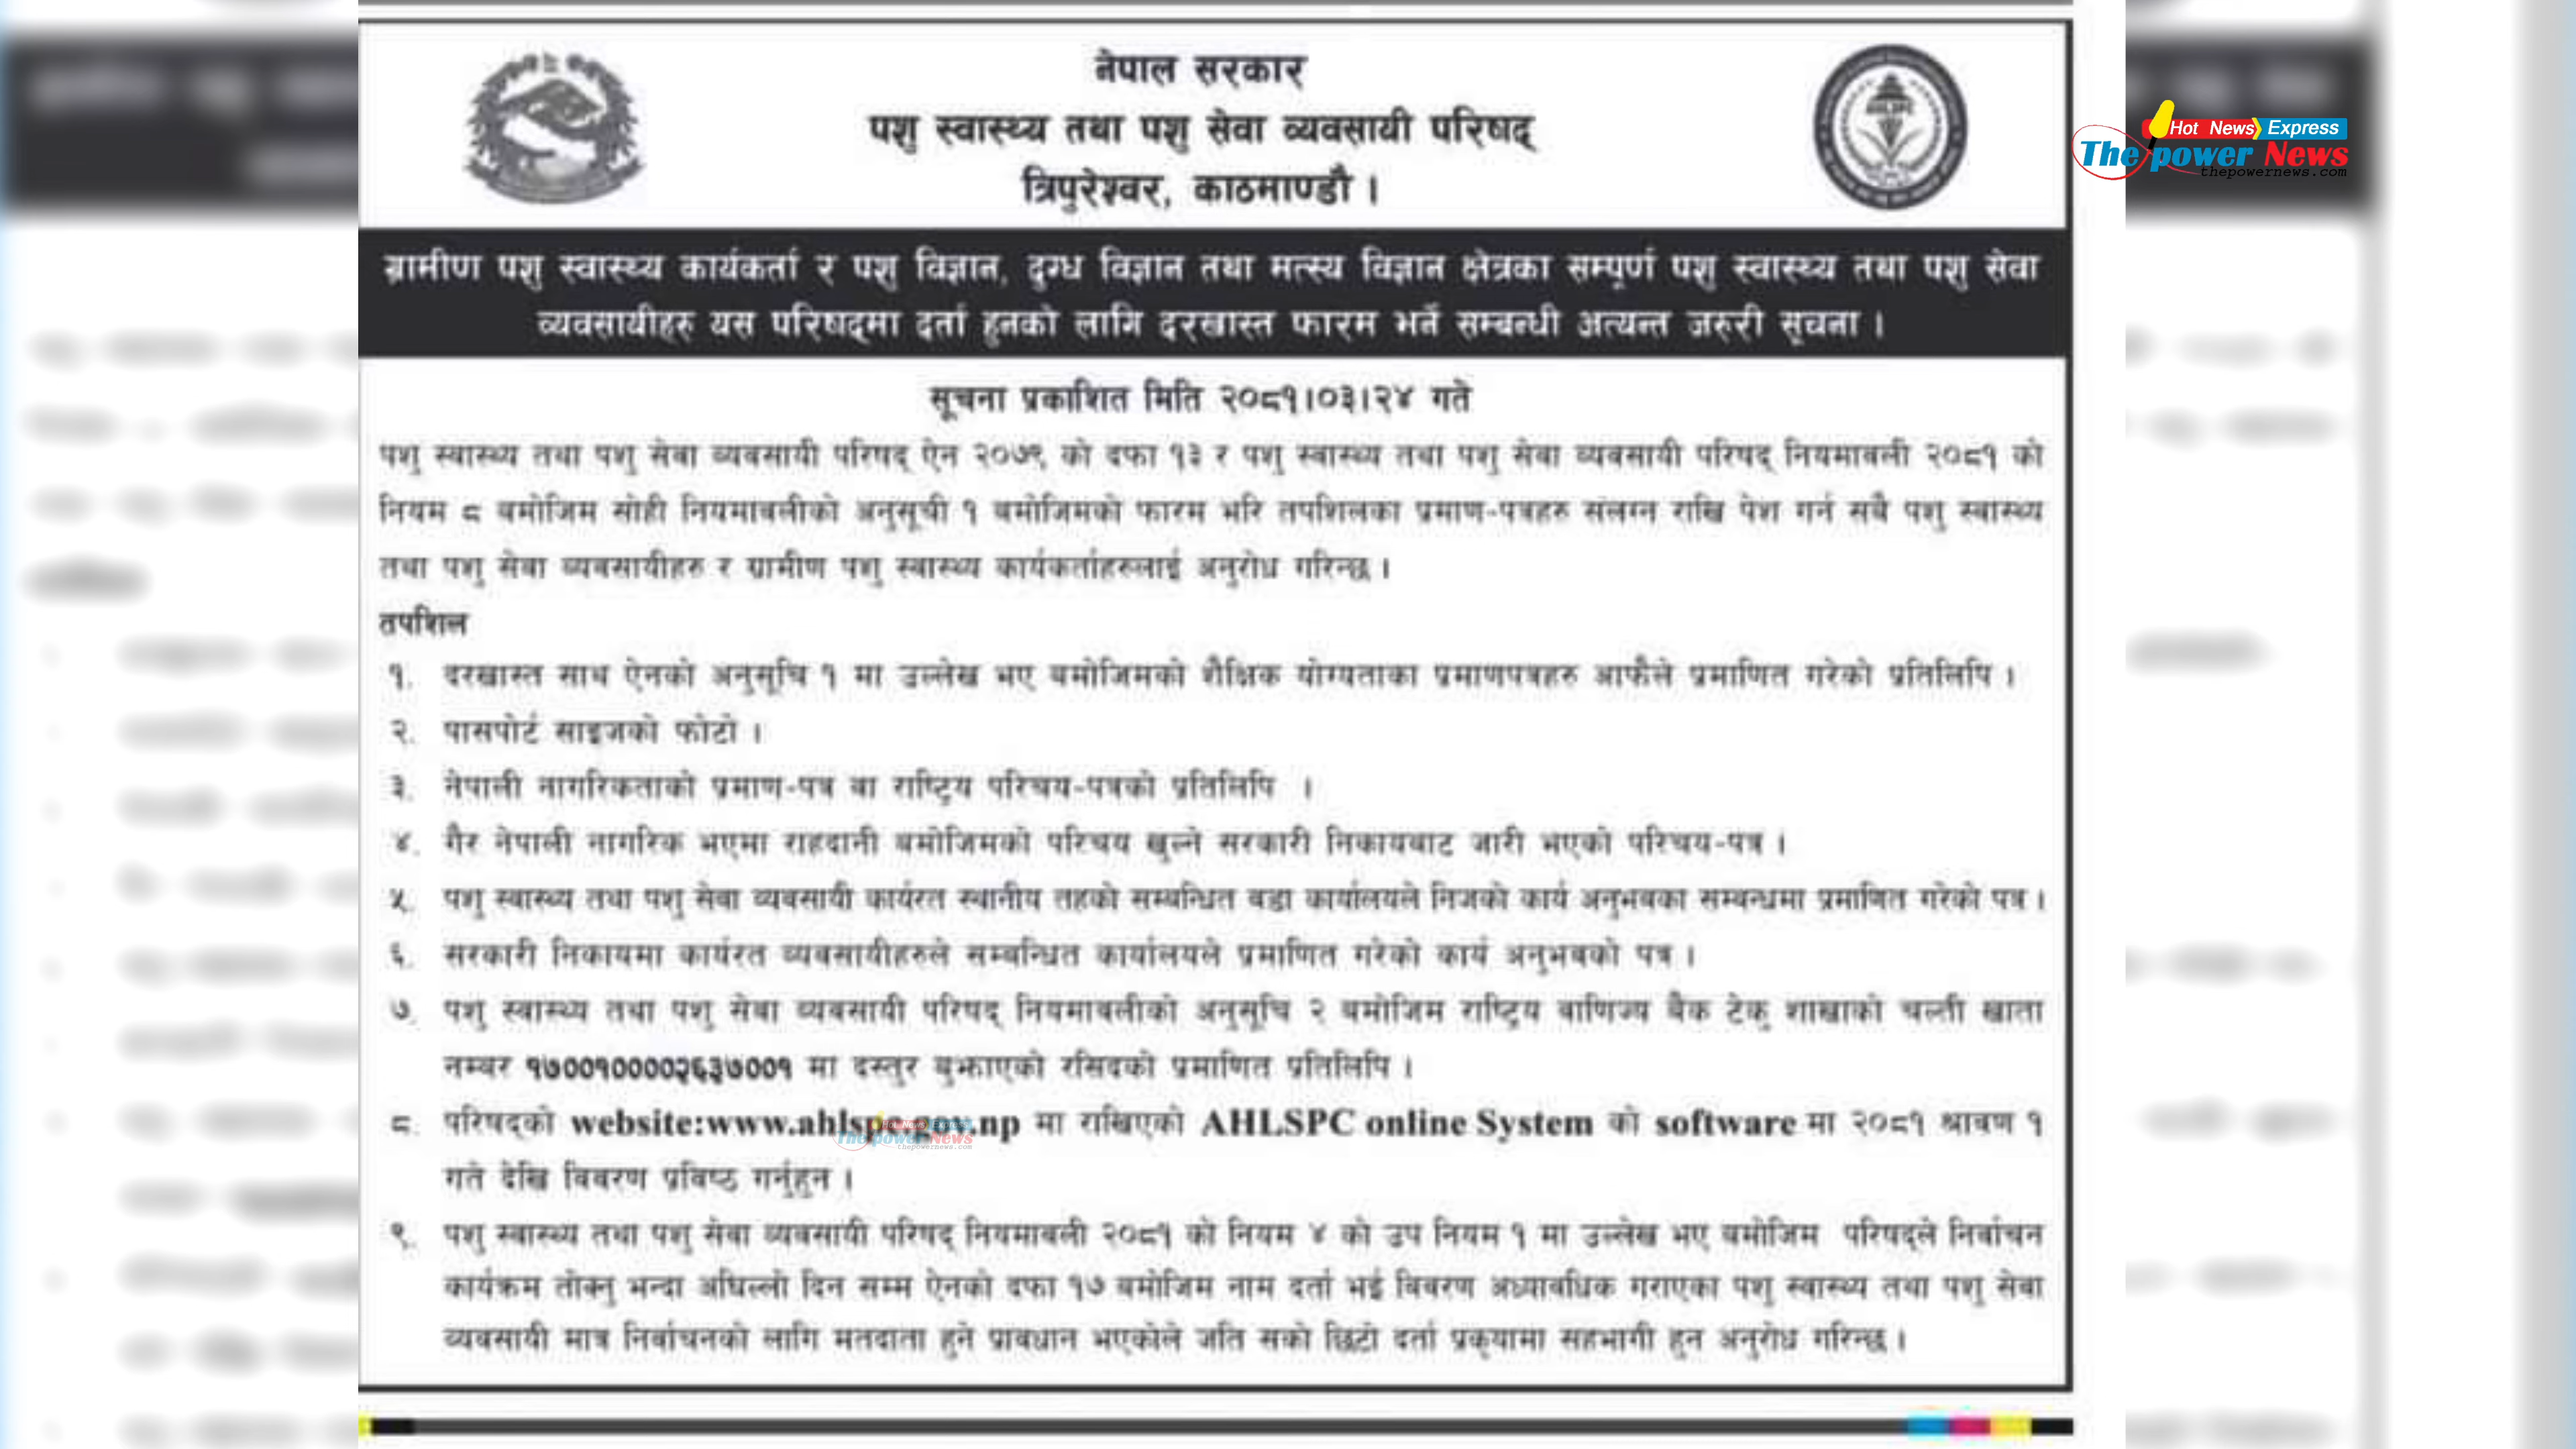 नेपाल सरकार
पशु स्वास्थ्य तथा पशु सेवा व्यवसायी परिषद्
त्रिपुरेश्वर, काठमाण्डौ ।
Hot News Express
The power News
thepowernews.com
ग्रामीण पशु स्वास्थ्य कार्यकर्ता र पशु विज्ञान, दुग्ध विज्ञान तथा मत्स्य विज्ञान क्षेत्रका सम्पूर्ण पशु स्वास्थ्य तथा पशु सेवा
व्यवसायीहरु यस परिषद्मा दर्ता हुनको लागि दरखास्त फारम भर्ने सम्बन्धी अत्यन्त जरुरी सूचना ।
सूचना प्रकाशित मिति २०८१।०३।२४ गते
पशु स्वास्थ्य तथा पशु सेवा व्यवसायी परिषद् ऐन २०७९ को दफा १३ र पशु स्वास्थ्य तथा पशु सेवा व्यवसायी परिषद् नियमावली २०८१ को
नियम ८ बमोजिम सोही नियमावलीको अनुसूची १ बमोजिमको फारम भरि तपशिलका प्रमाण-पत्रहरु संलग्न राखि पेश गर्न सबै पशु स्वास्थ्य
तथा पशु सेवा व्यवसायीहरु र ग्रामीण पशु स्वास्थ्य कार्यकर्ताहरुलाई अनुरोध गरिन्छ ।
तपशिल
१. दरखास्त साथ ऐनको अनुसूचि १ मा उल्लेख भए बमोजिमको शैक्षिक योग्यताका प्रमाणपत्रहरु आफैले प्रमाणित गरेको प्रतिलिपि ।
२. पासपोर्ट साइजको फोटो ।
३. नेपाली नागरिकताको प्रमाण-पत्र वा राष्ट्रिय परिचय-पत्रको प्रतिलिपि ।
४. गैर नेपाली नागरिक भएमा राहदानी बमोजिमको परिचय खुल्ने सरकारी निकायबाट जारी भएको परिचय-पत्र ।
५. पशु स्वास्थ्य तथा पशु सेवा व्यवसायी कार्यरत स्थानीय तहको सम्बन्धित वडा कार्यालयले निजको कार्य अनुभवका सम्बन्धमा प्रमाणित गरेको पत्र ।
६. सरकारी निकायमा कार्यरत व्यवसायीहरुले सम्बन्धित कार्यालयले प्रमाणित गरेको कार्य अनुभवको पत्र ।
७. पशु स्वास्थ्य तथा पशु सेवा व्यवसायी परिषद् नियमावलीको अनुसूचि २ बमोजिम राष्ट्रिय वाणिज्य बैंक टेकु शाखाको चल्ती खाता
नम्बर १७००१००००२६३७००१ मा दस्तुर बुझाएको रसिदको प्रमाणित प्रतिलिपि ।
८. परिषद्को website:www.ahlspc.gov.np मा राखिएको AHLSPC online System को software मा २०८१ श्रावण १
गते देखि विवरण प्रविष्ठ गर्नुहुन ।
Hot News Express
The power News
thepowernews.com
९. पशु स्वास्थ्य तथा पशु सेवा व्यवसायी परिषद् नियमावली २०८१ को नियम ४ को उप नियम १ मा उल्लेख भए बमोजिम परिषद्ले निर्वाचन
कार्यक्रम तोक्नु भन्दा अघिल्लो दिन सम्म ऐनको दफा १७ बमोजिम नाम दर्ता भई विवरण अध्यावधिक गराएका पशु स्वास्थ्य तथा पशु सेवा
व्यवसायी मात्र निर्वाचनको लागि मतदाता हुने प्रावधान भएकोले जति सको छिटो दर्ता प्रक्यामा सहभागी हुन अनुरोध गरिन्छ ।